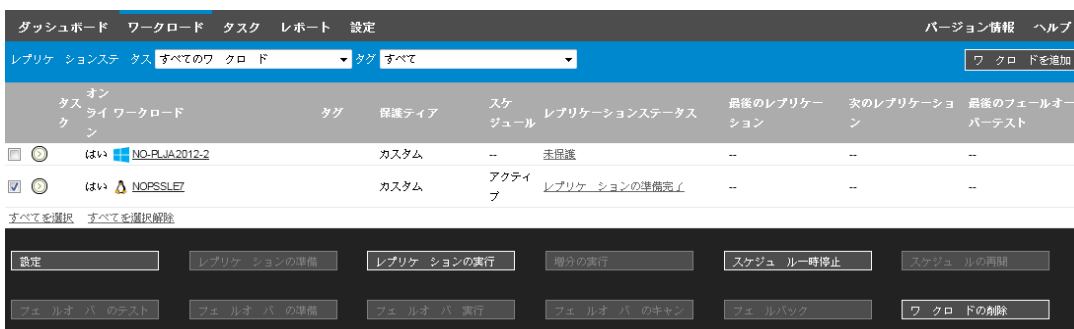 ダッシュボード ワークロード タスク レポート 設定 バージョン情報 ヘルプ
レプリケ ションステ タス すべてのワ クロ ド タグ すべて ワ クロ ドを追加
タスク オンライン ワークロード タグ 保護ティア スケジュール レプリケーションステータス 最後のレプリケーション 次のレプリケーション 最後のフェールオーバーテスト
はい NO-PLJA2012-2 カスタム -- 未保護 -- -- --
はい NOPSSLE7 カスタム アクティブ レプリケ ションの準備完了 -- -- --
すべてを選択 すべてを選択解除
設定 レプリケ ションの準備 レプリケ ションの実行 増分の実行 スケジュ ル一時停止 スケジュ ルの再開
フェ ルオ バ のテスト フェ ルオ バ の準備 フェ ルオ バ 実行 フェ ルオ バ のキャン フェ ルバック ワ クロ ドの削除